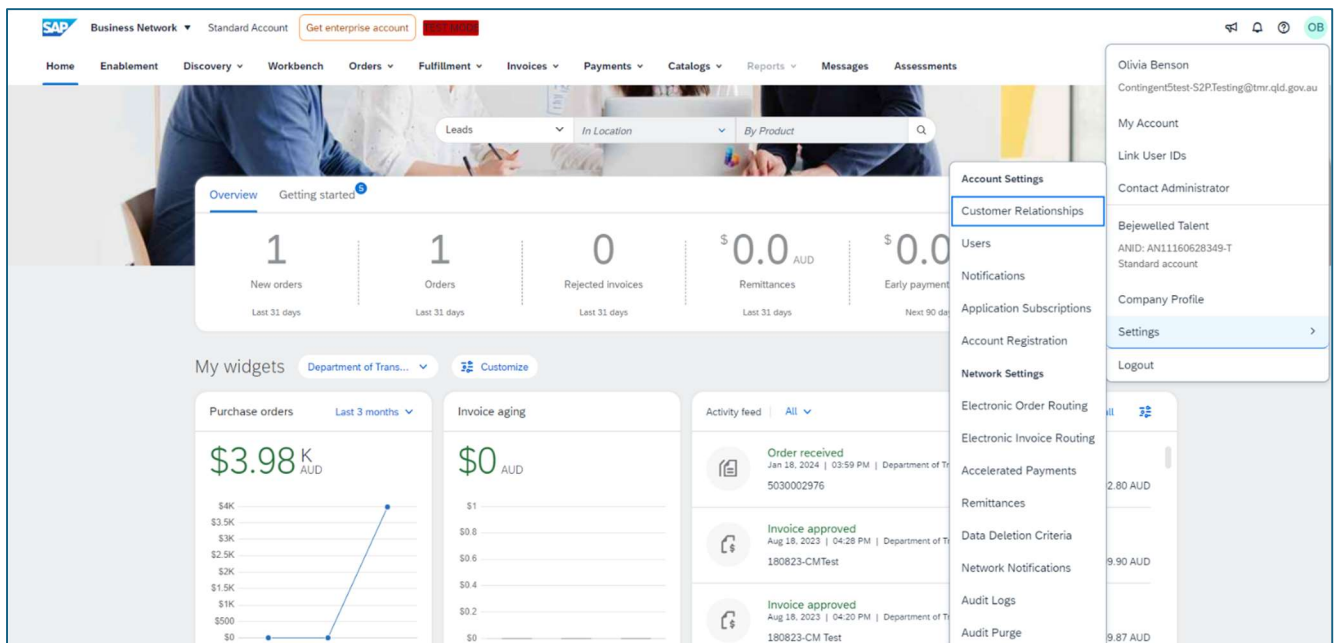 SAP Business Network Standard Account Get enterprise account TEST MODE OB
Home Enablement Discovery Workbench Orders Fulfillment Invoices Payments Catalogs Reports Messages Assessments
Leads In Location By Product
Overview Getting started 5
1 1 0 $ 0.0 AUD $ 0.0
New orders Orders Rejected invoices Remittances Early payment
Last 31 days Last 31 days Last 31 days Last 31 days Next 90 da
My widgets Department of Trans... Customize
Purchase orders Last 3 months
$3.98 K AUD
$4K
$3.5K
$3K
$2.5K
$2K
$1.5K
$1K
$500
$0
Invoice aging
$0 AUD
$1
$0.8
$0.6
$0.4
$0.2
$0
Activity feed All
Order received
Jan 18, 2024 | 03:59 PM | Department of Tr
5030002976 2.80 AUD
Invoice approved
Aug 18, 2023 | 04:28 PM | Department of Tr
180823-CMTest 9.90 AUD
Invoice approved
Aug 18, 2023 | 04:20 PM | Department of Tr
180823-CM Test 9.87 AUD
Account Settings
Customer Relationships
Users
Notifications
Application Subscriptions
Account Registration
Network Settings
Electronic Order Routing
Electronic Invoice Routing
Accelerated Payments
Remittances
Data Deletion Criteria
Network Notifications
Audit Logs
Audit Purge
Olivia Benson
Contingent5test-S2P.Testing@tmr.qld.gov.au
My Account
Link User IDs
Contact Administrator
Bejewelled Talent
ANID: AN11160628349-T
Standard account
Company Profile
Settings
Logout